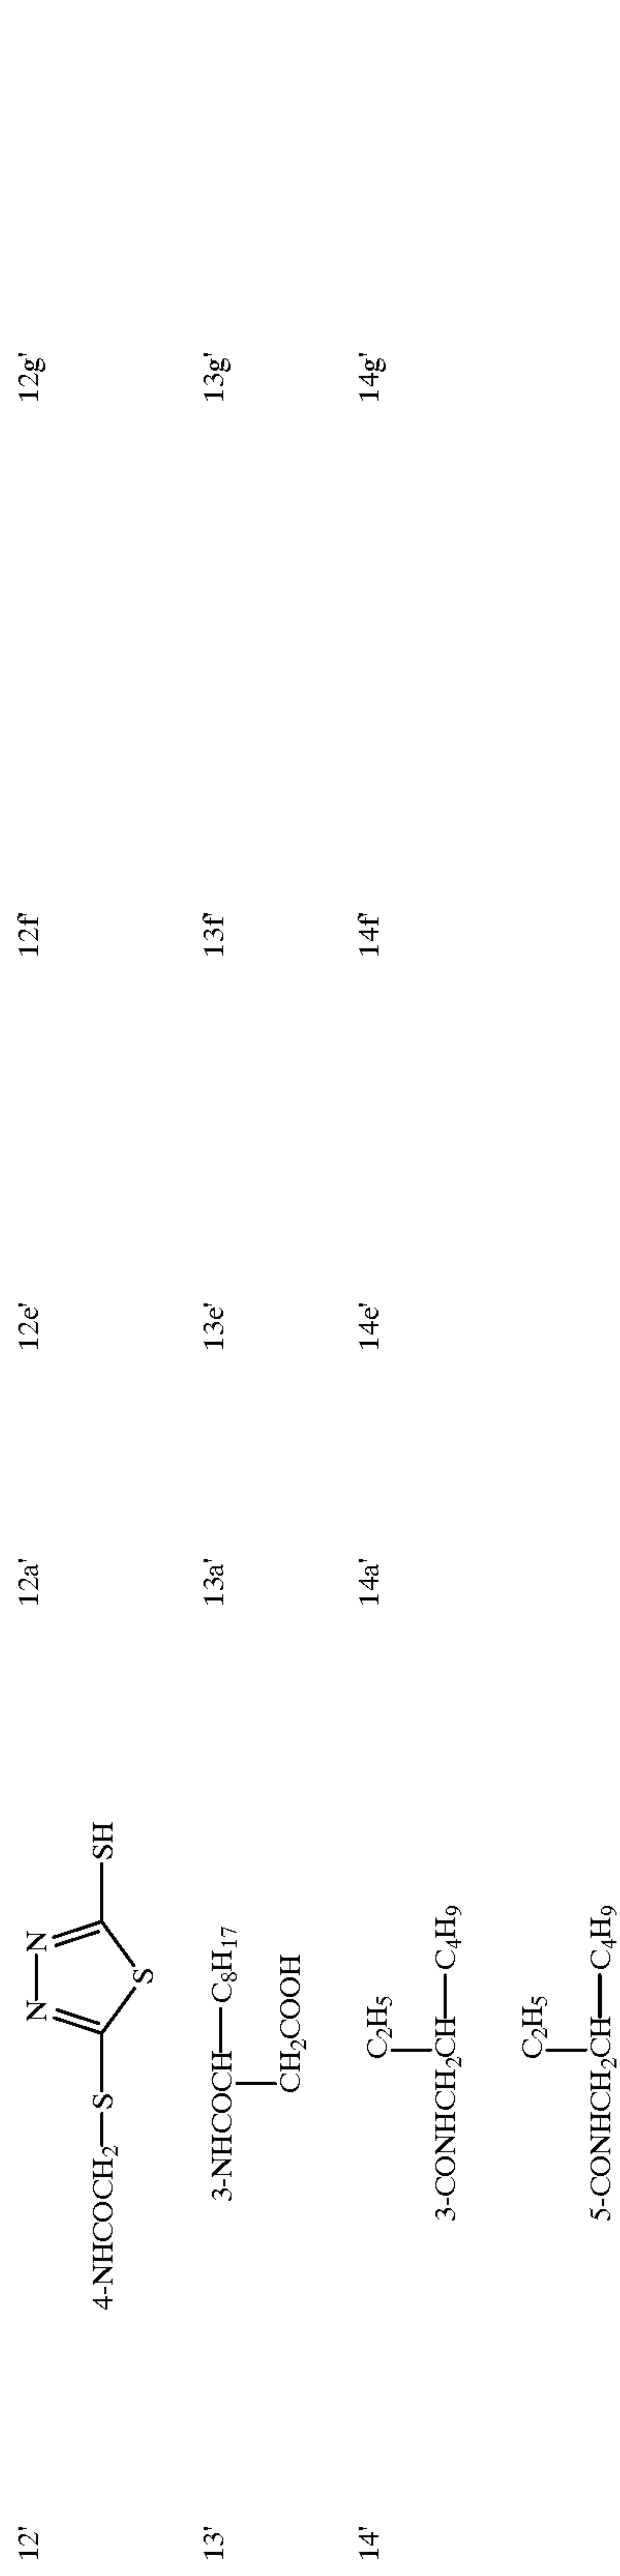 12' 4-NHCOCH₂—S—[N—N, S]—SH 12a' 12e' 12f' 12g'
13' 3-NHCOCH—C₈H₁₇ 13a' 13e' 13f' 13g'
CH₂COOH
14' 14a' 14e' 14f' 14g'
C₂H₅
3-CONHCH₂CH—C₄H₉
C₂H₅
5-CONHCH₂CH—C₄H₉